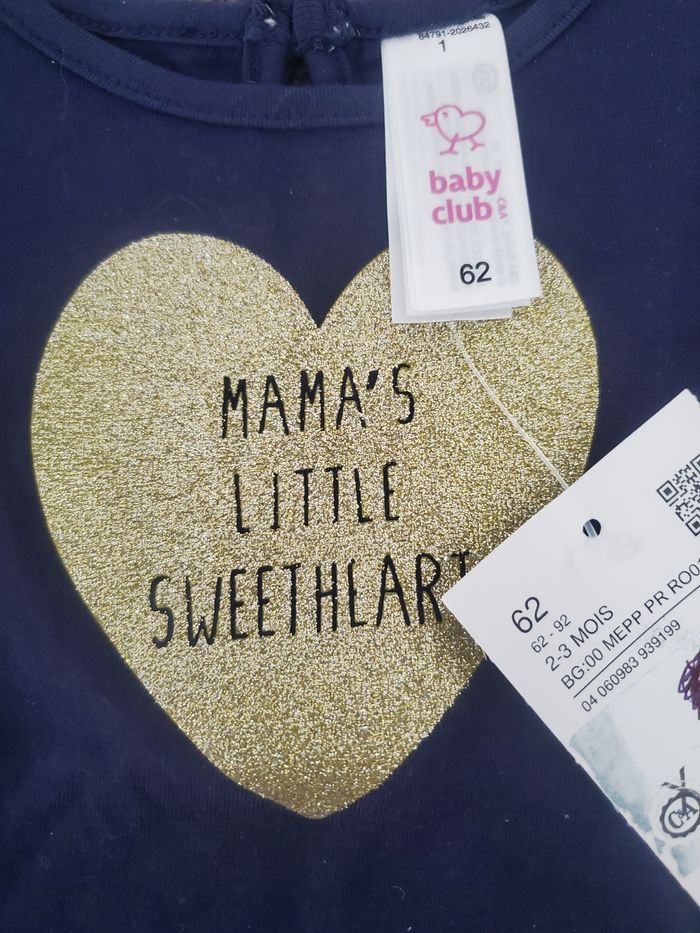 84791-2026432
1
baby
club
C&A
62
MAMA'S
LITTLE
SWEETHEART
62
62 - 92
2-3 MOIS
BG:00 MEPP PR RO0
04 060983 939199
C&A